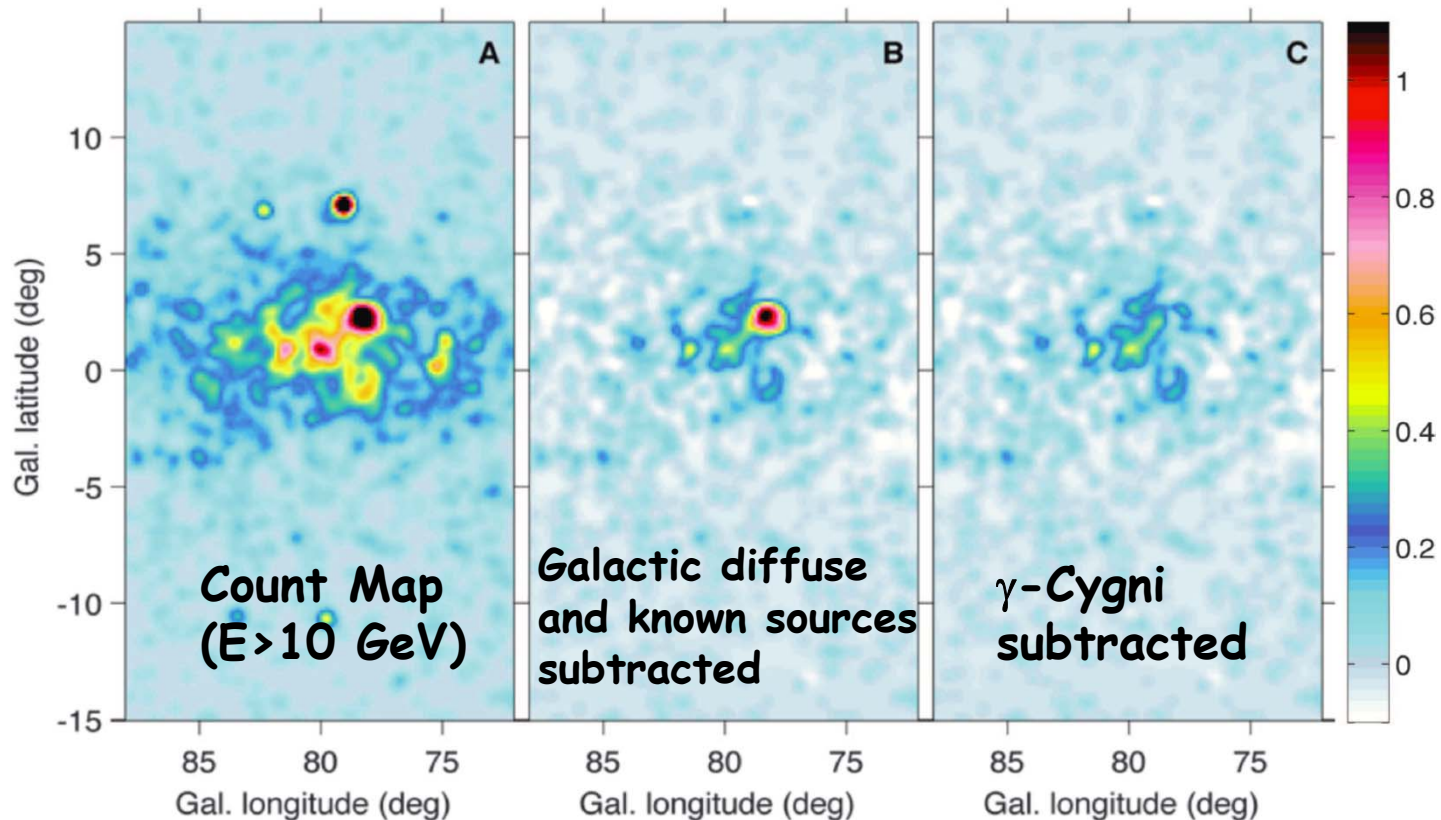 A
B
C
Gal. latitude (deg)
10
5
0
-5
-10
-15
Count Map
(E>10 GeV)
Galactic diffuse
and known sources
subtracted
γ-Cygni
subtracted
85 80 75
85 80 75
85 80 75
Gal. longitude (deg)
Gal. longitude (deg)
Gal. longitude (deg)
1
0.8
0.6
0.4
0.2
0